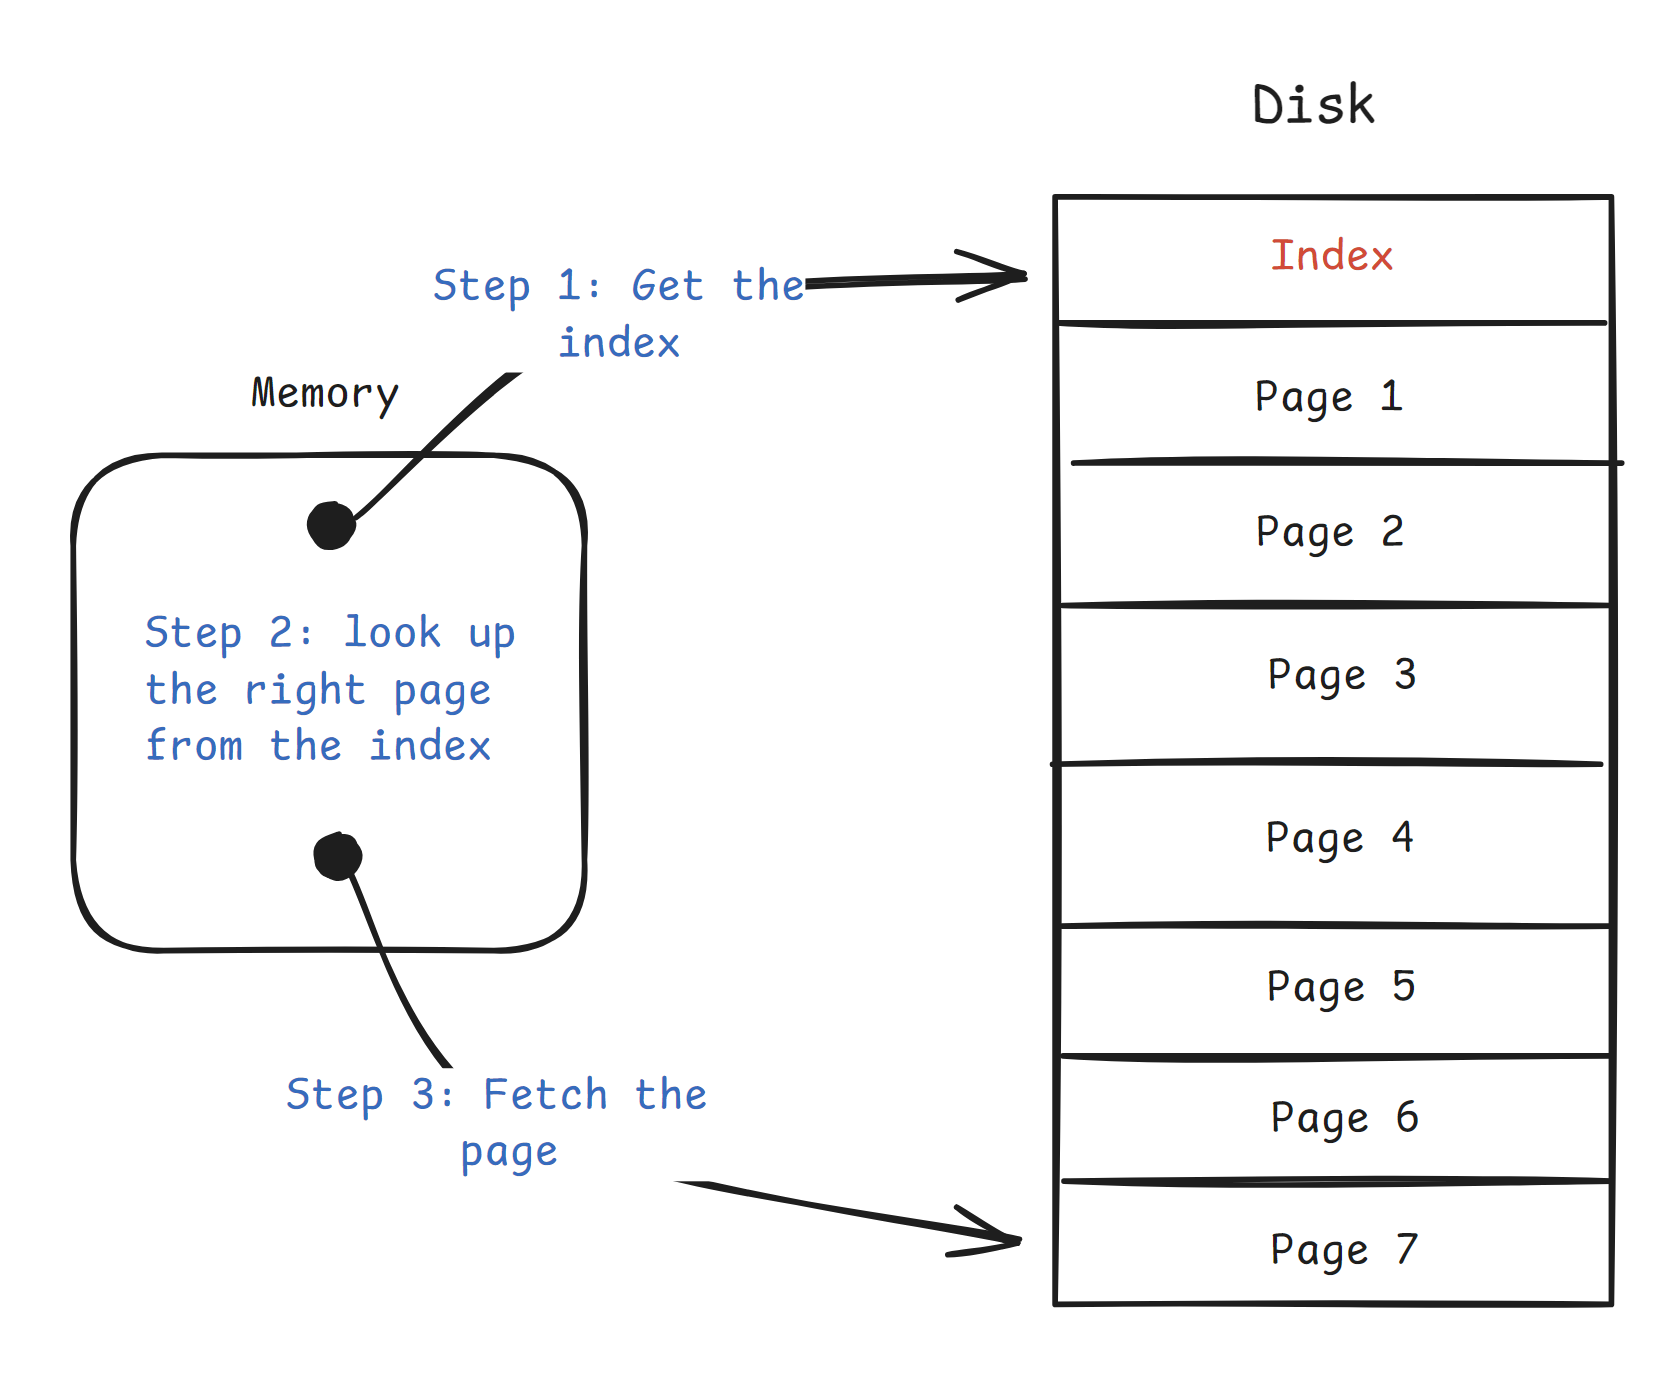 Disk
Index
Step 1: Get the
index
Memory
Page 1
Page 2
Step 2: look up
the right page
from the index
Page 3
Page 4
Page 5
Step 3: Fetch the
page
Page 6
Page 7